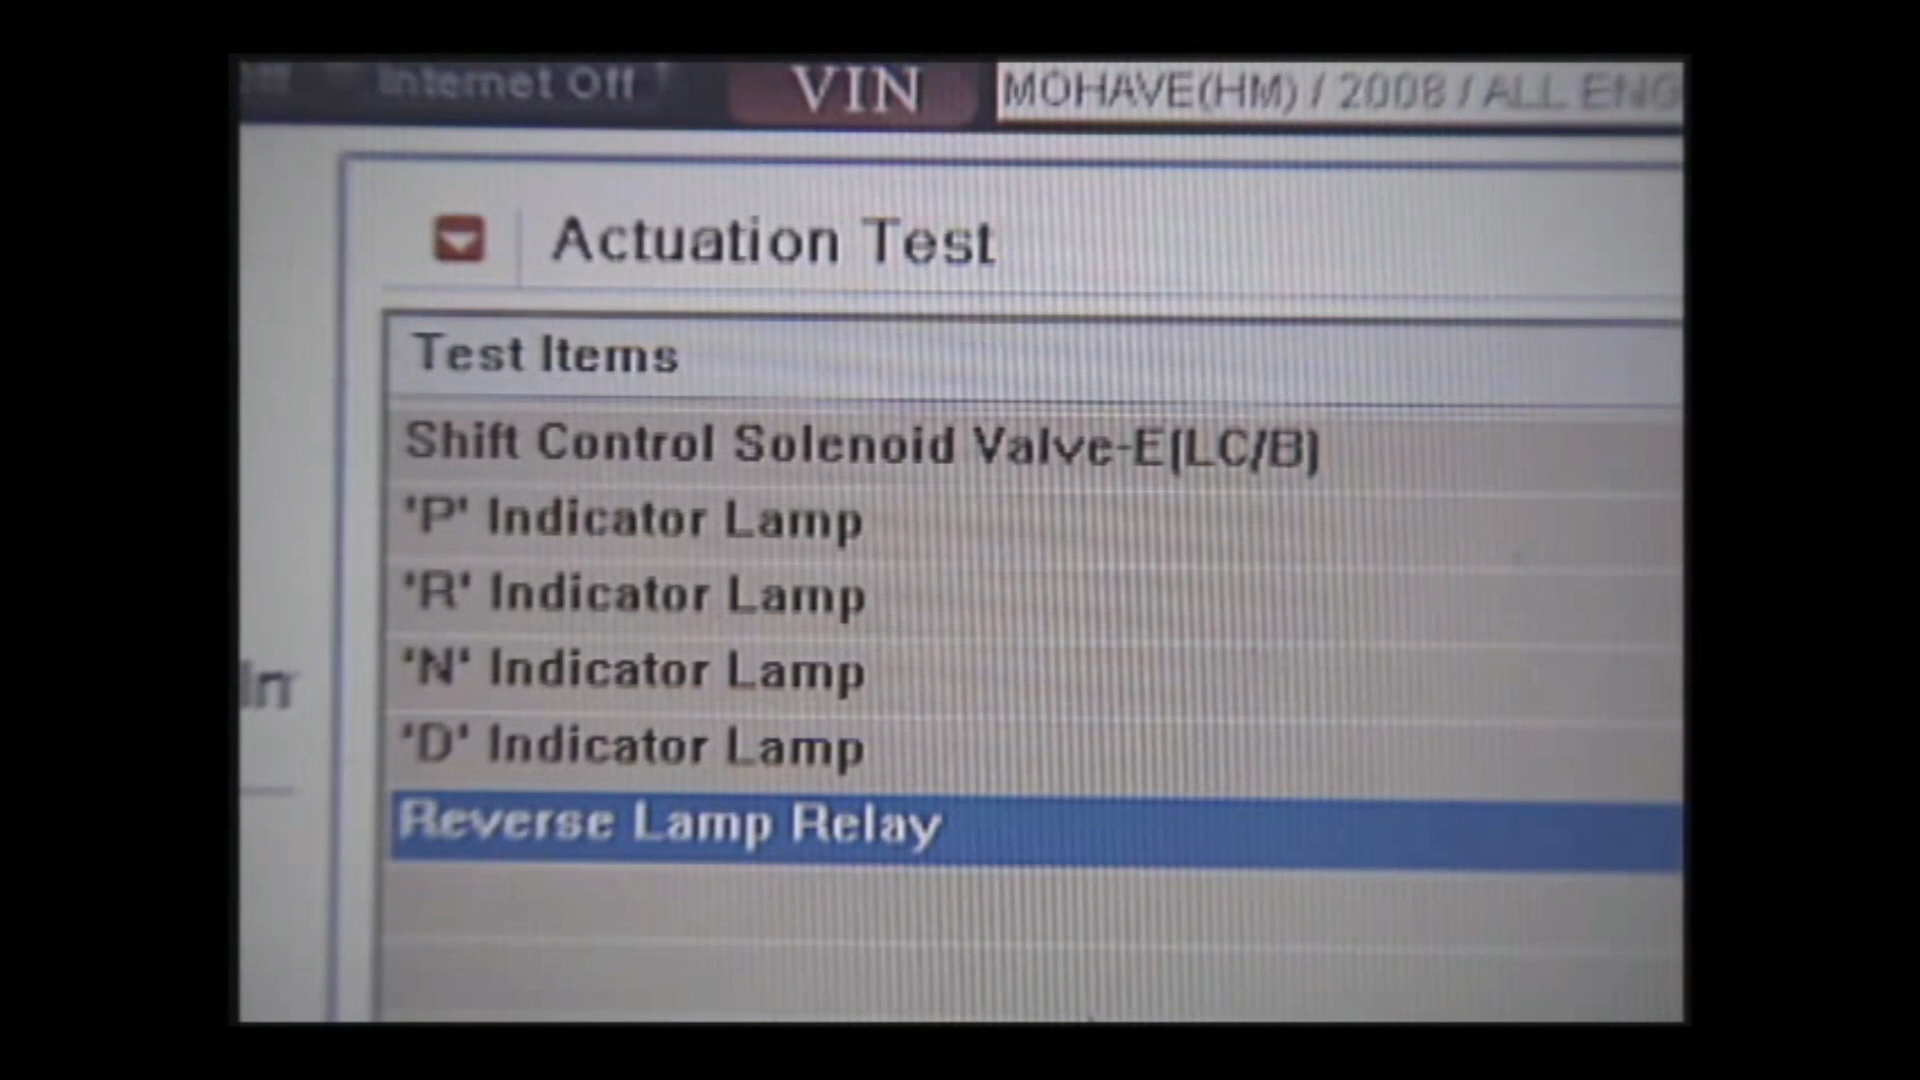 Internet Off
VIN
MOHAVE(HM) / 2008 / ALL ENG
Actuation Test
Test Items
Shift Control Solenoid Valve-E(LC/B)
'P' Indicator Lamp
'R' Indicator Lamp
'N' Indicator Lamp
'D' Indicator Lamp
Reverse Lamp Relay